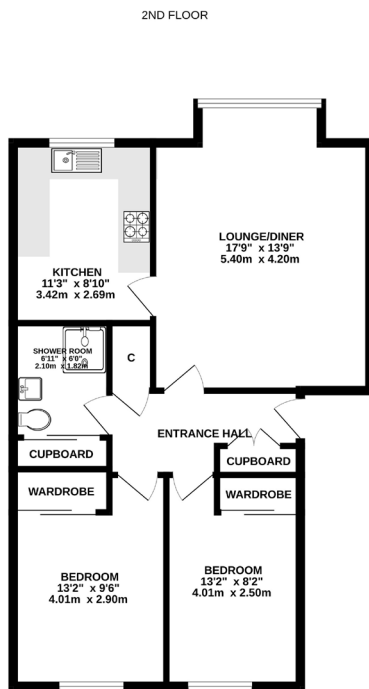 2ND FLOOR
LOUNGE/DINER
17'9" x 13'9"
5.40m x 4.20m
KITCHEN
11'3" x 8'10"
3.42m x 2.69m
SHOWER ROOM
6'11" x 6'0"
2.10m x 1.82m
C
ENTRANCE HALL
CUPBOARD
CUPBOARD
WARDROBE
WARDROBE
BEDROOM
13'2" x 9'6"
4.01m x 2.90m
BEDROOM
13'2" x 8'2"
4.01m x 2.50m